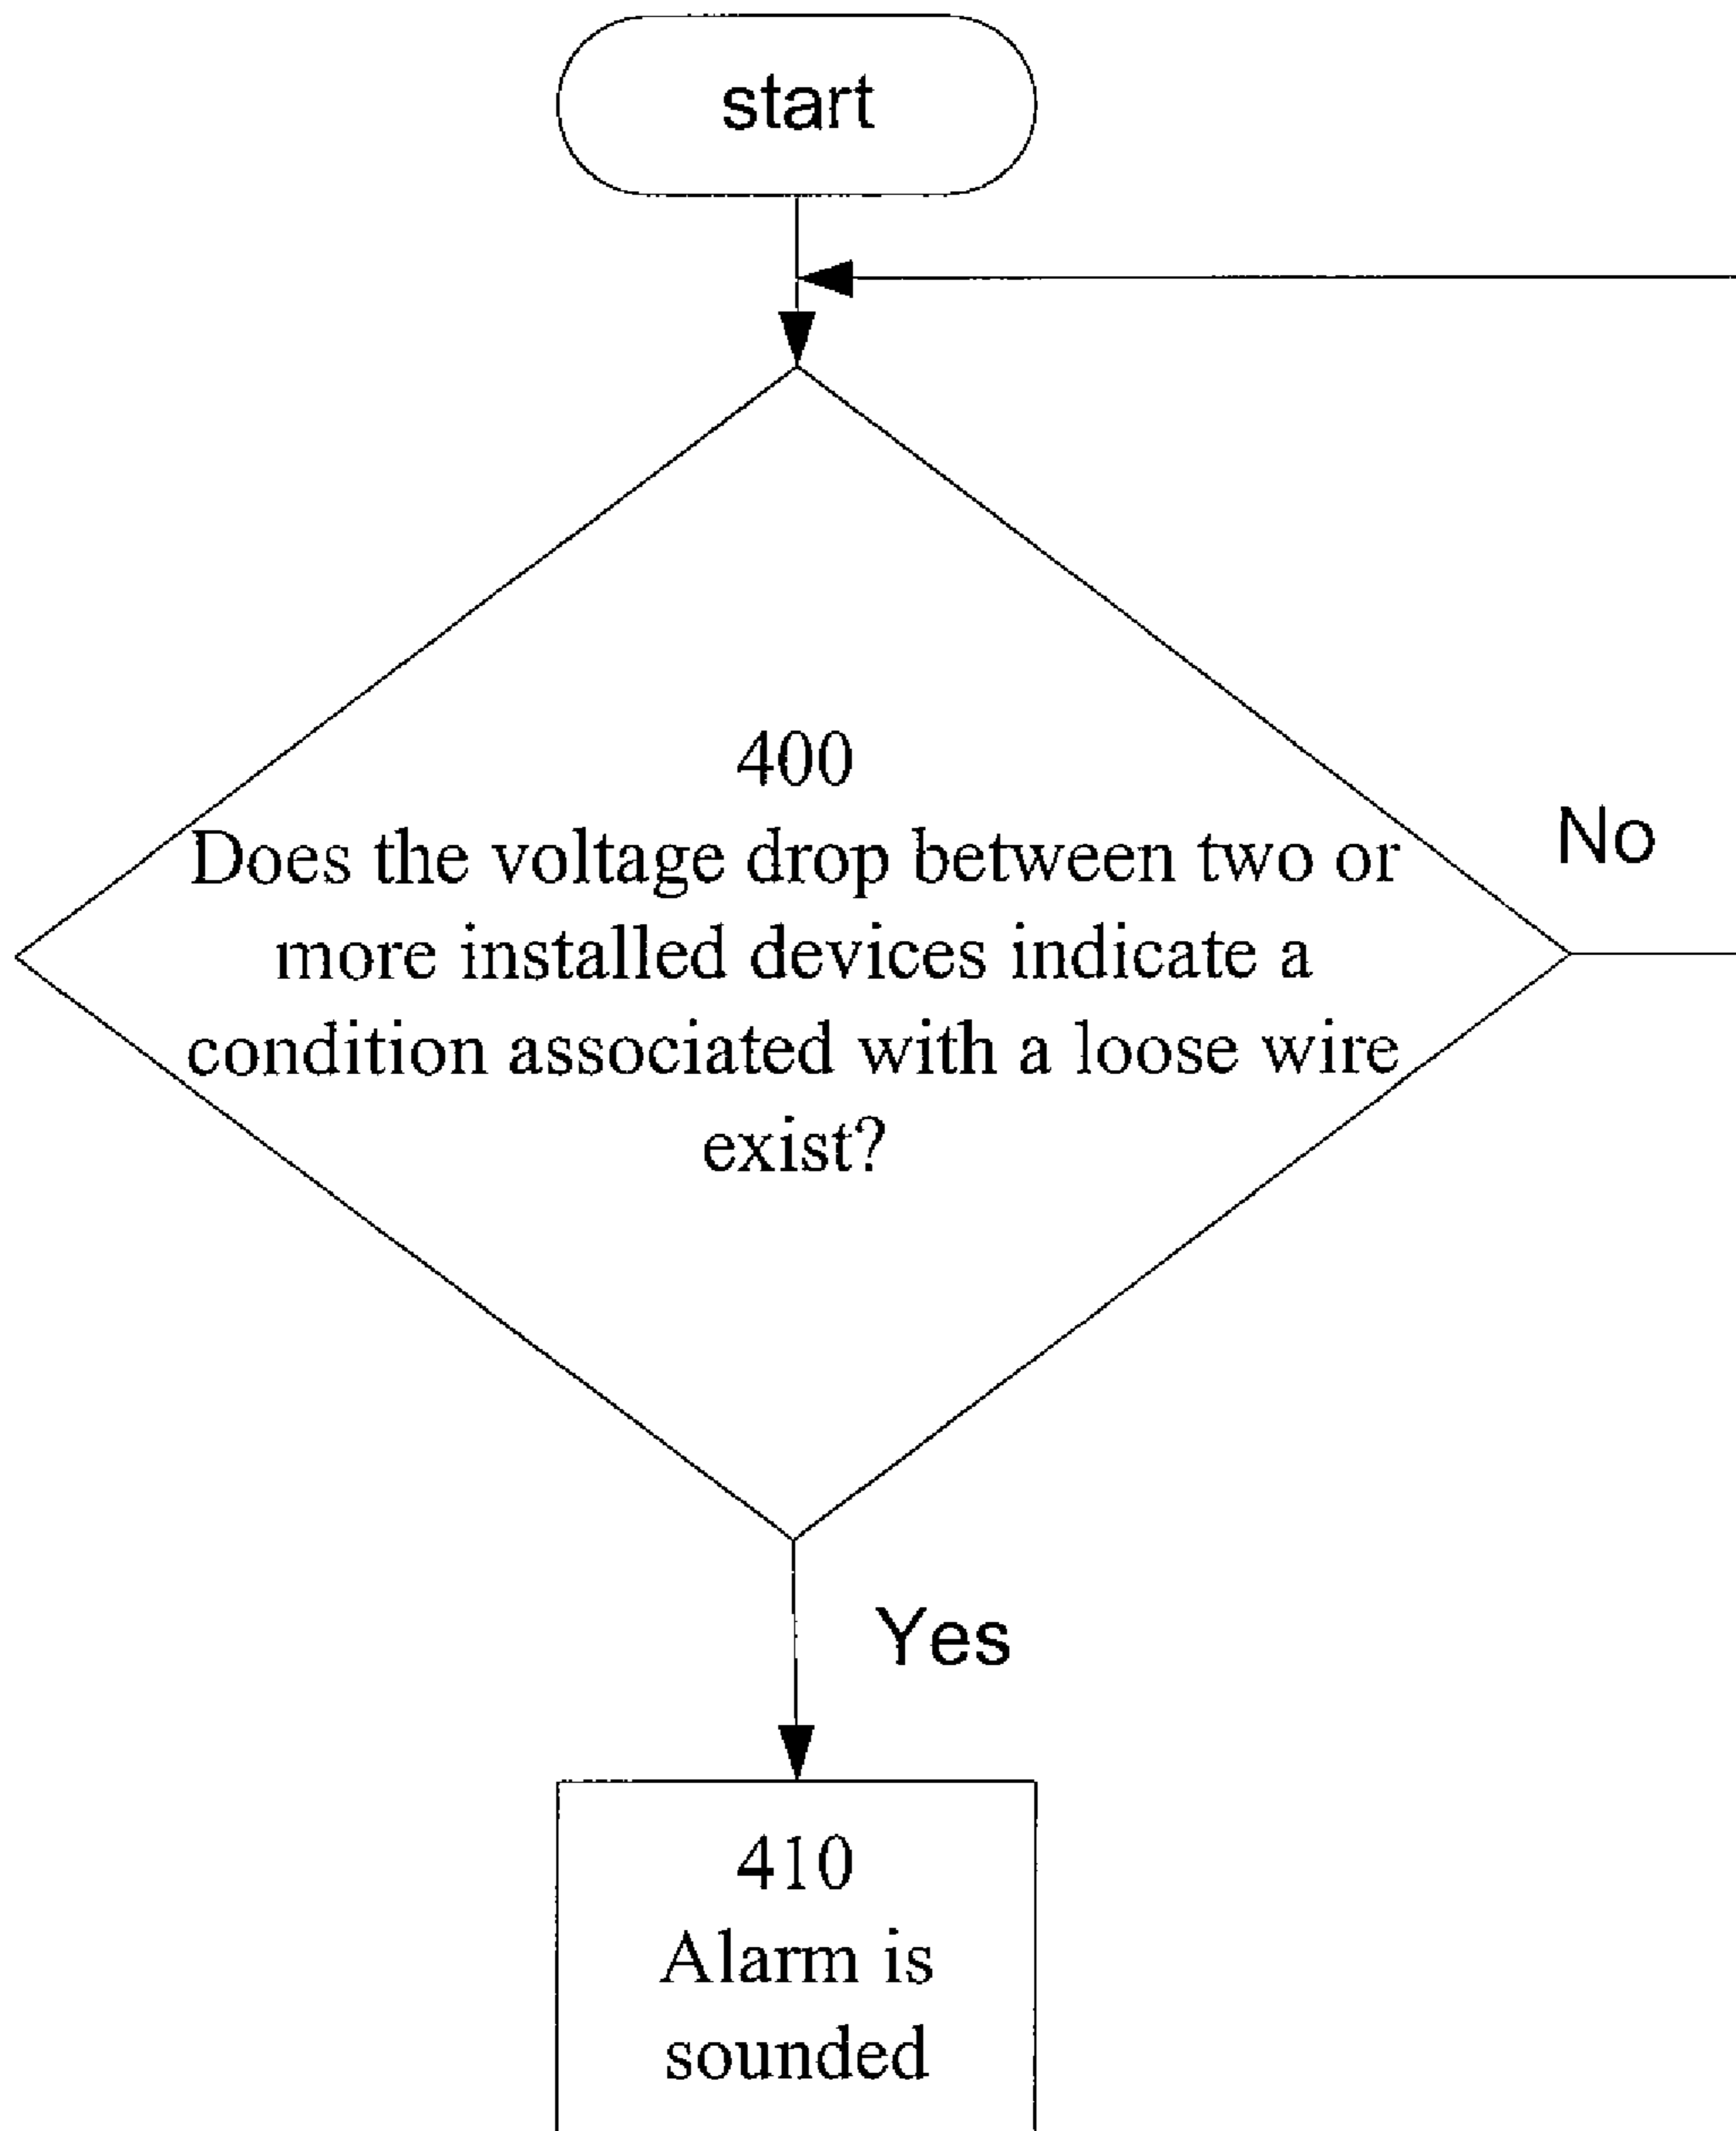 start
400
Does the voltage drop between two or
more installed devices indicate a
condition associated with a loose wire
exist?
No
Yes
410
Alarm is
sounded